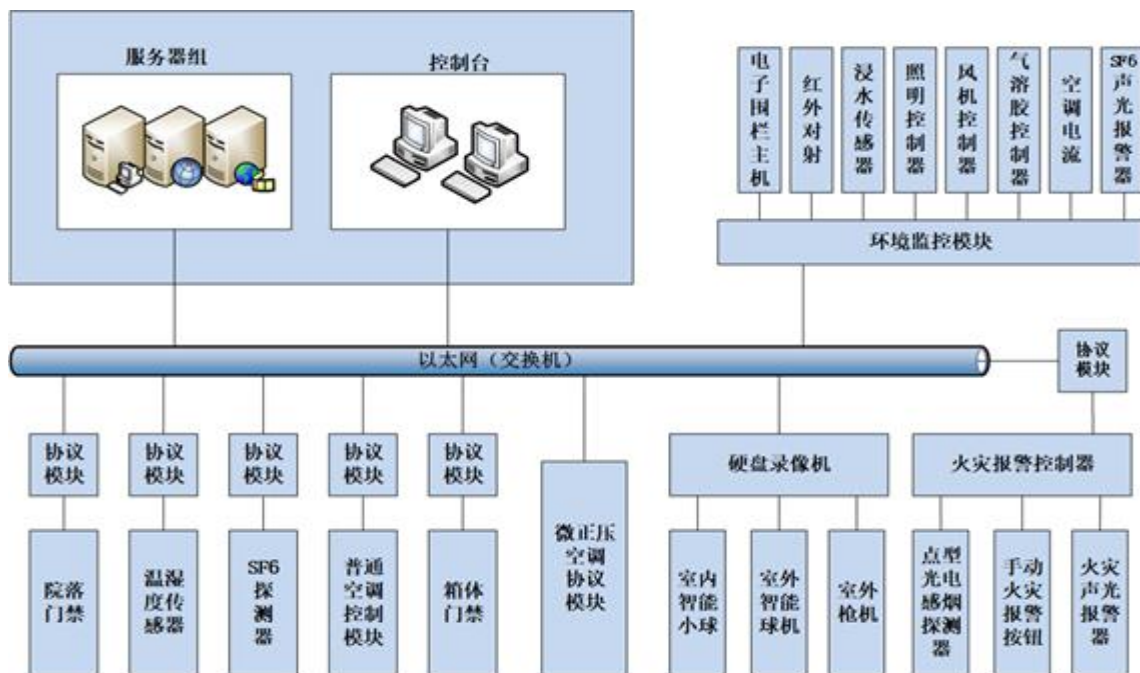 服务器组
控制台
电子围栏主机
红外对射
浸水传感器
照明控制器
风机控制器
气溶胶控制器
空调电流
SF6声光报警器
环境监控模块
以太网（交换机）
协议
模块
协议
模块
协议
模块
协议
模块
协议
模块
协议
模块
硬盘录像机
火灾报警控制器
院落
门禁
温湿
度传
感器
SF6
探
测
器
普通
空调
控制
模块
箱体
门禁
微正压
空调
协议
模块
室内
智能
小球
室外
智能
球机
室外
枪机
点型
光电
感烟
探测
器
手动
火灾
报警
按钮
火灾
声光
报警
器